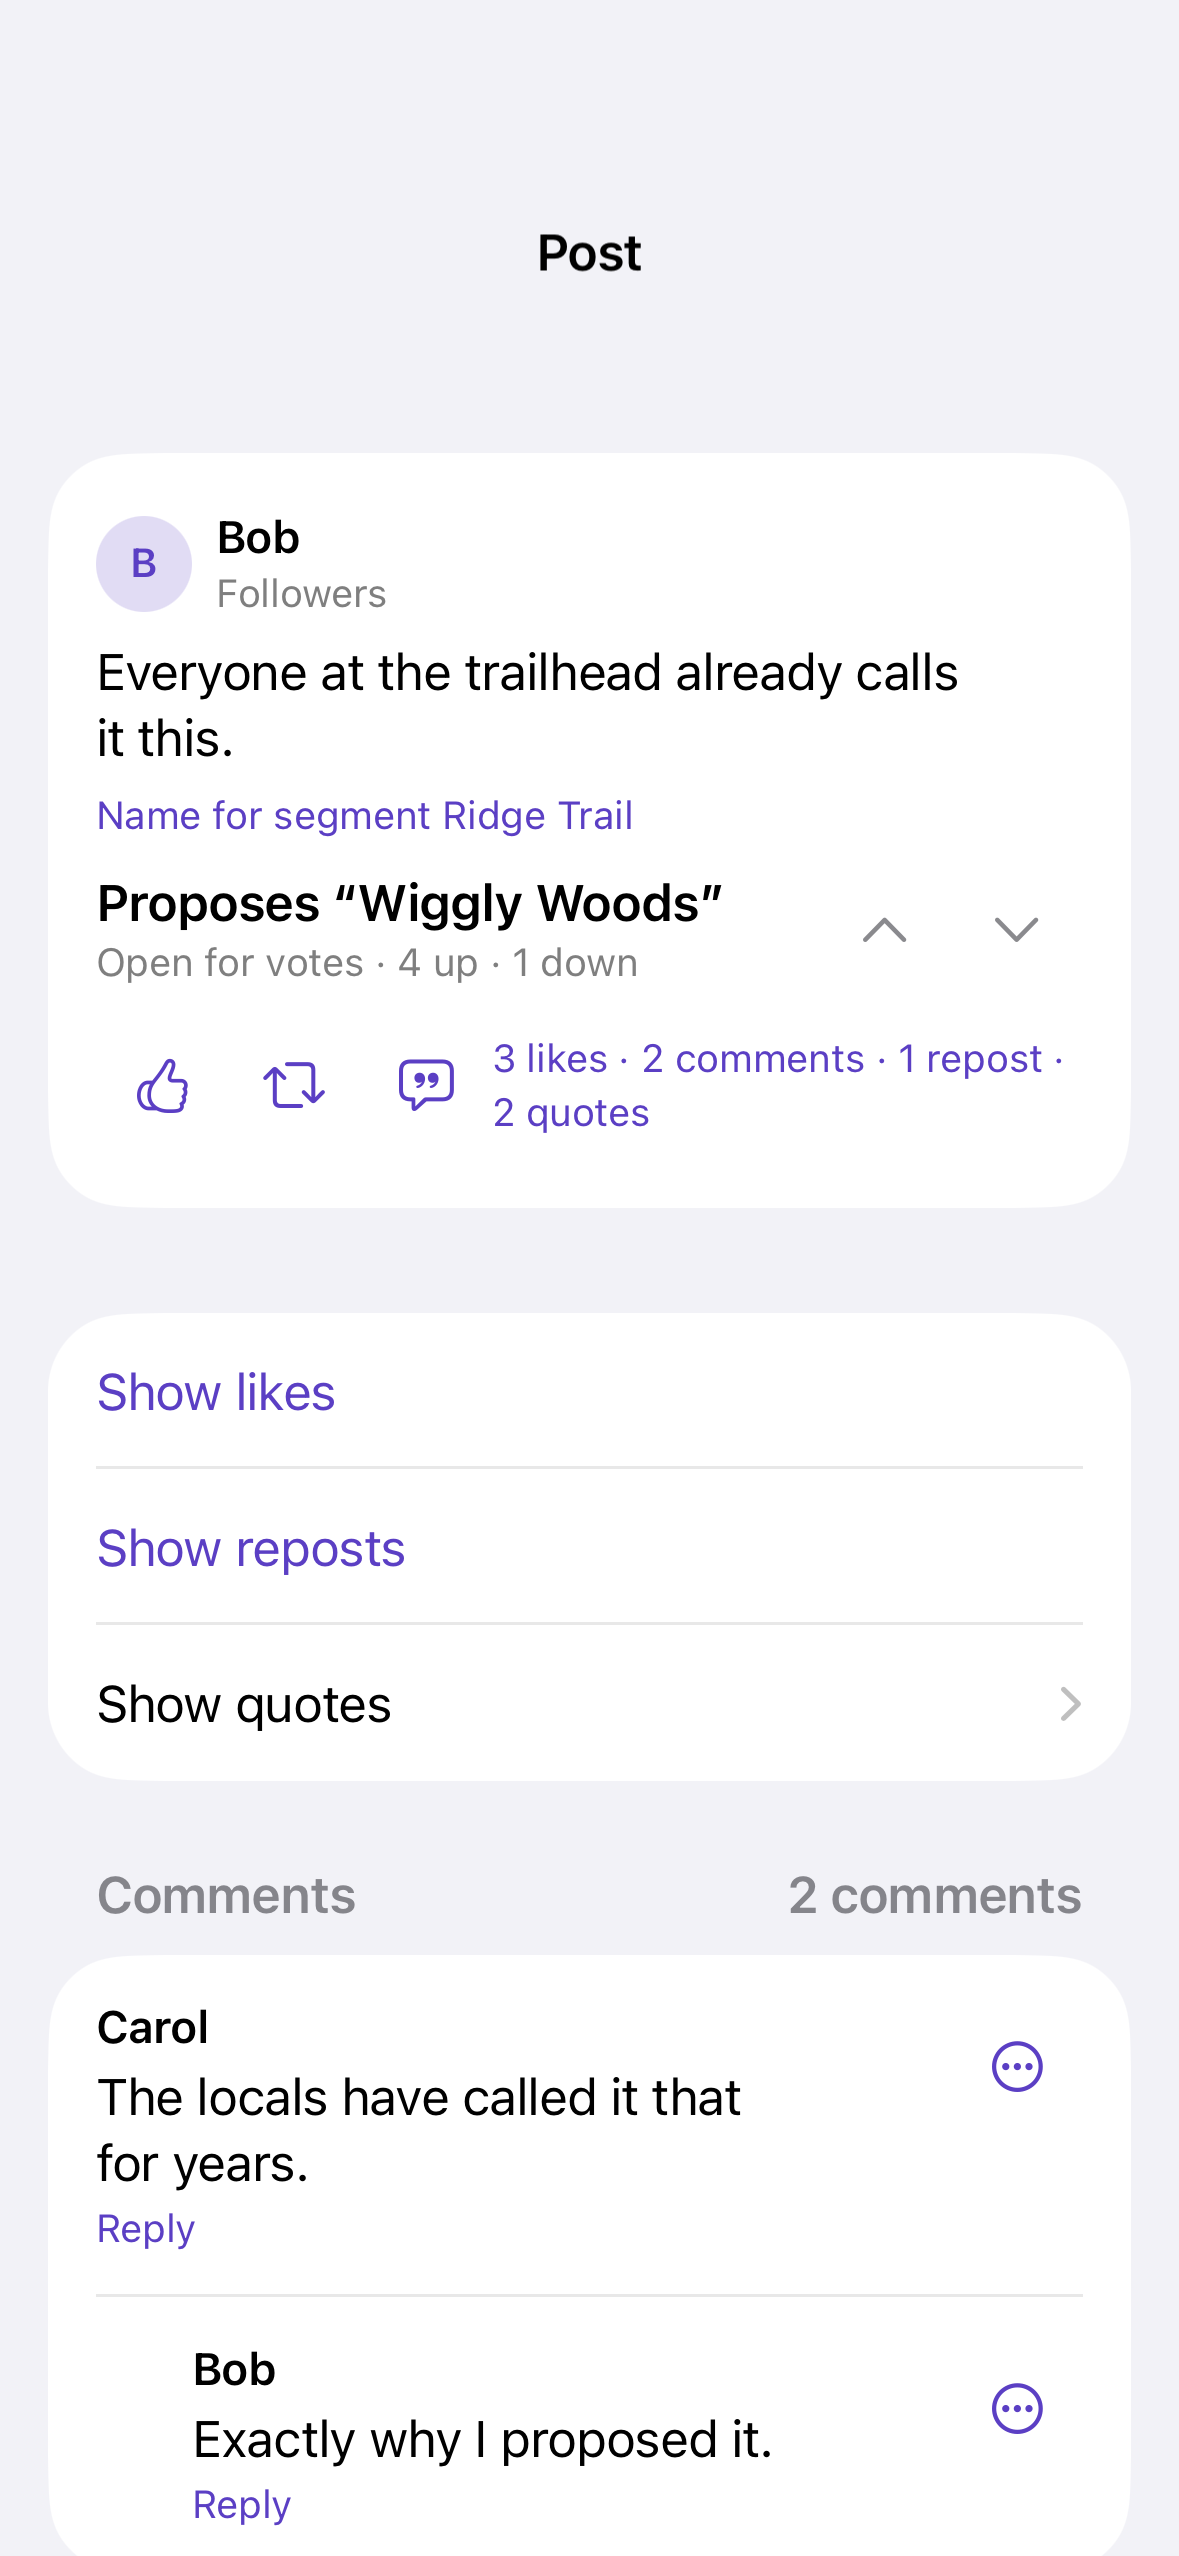 Post
B
Bob
Followers
Everyone at the trailhead already calls
it this.
Name for segment Ridge Trail
Proposes “Wiggly Woods”
Open for votes · 4 up · 1 down
3 likes · 2 comments · 1 repost ·
2 quotes
Show likes
Show reposts
Show quotes
Comments
2 comments
Carol
The locals have called it that
for years.
Reply
Bob
Exactly why I proposed it.
Reply